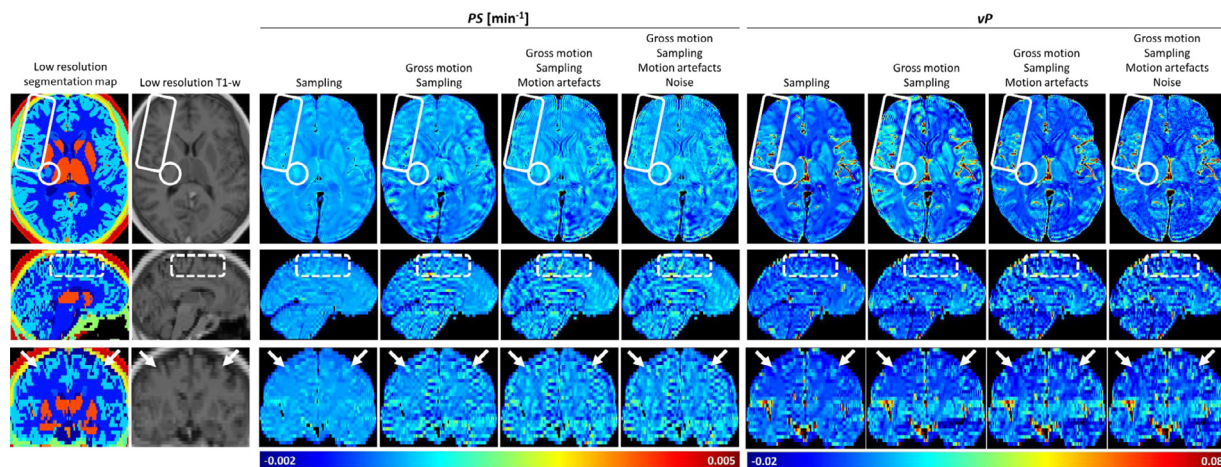 PS [min⁻¹]
vP
Low resolution
segmentation map
Low resolution T1-w
Sampling
Gross motion
Sampling
Gross motion
Sampling
Motion artefacts
Gross motion
Sampling
Motion artefacts
Noise
Sampling
Gross motion
Sampling
Gross motion
Sampling
Motion artefacts
Gross motion
Sampling
Motion artefacts
Noise
-0.002
0.005
-0.02
0.08